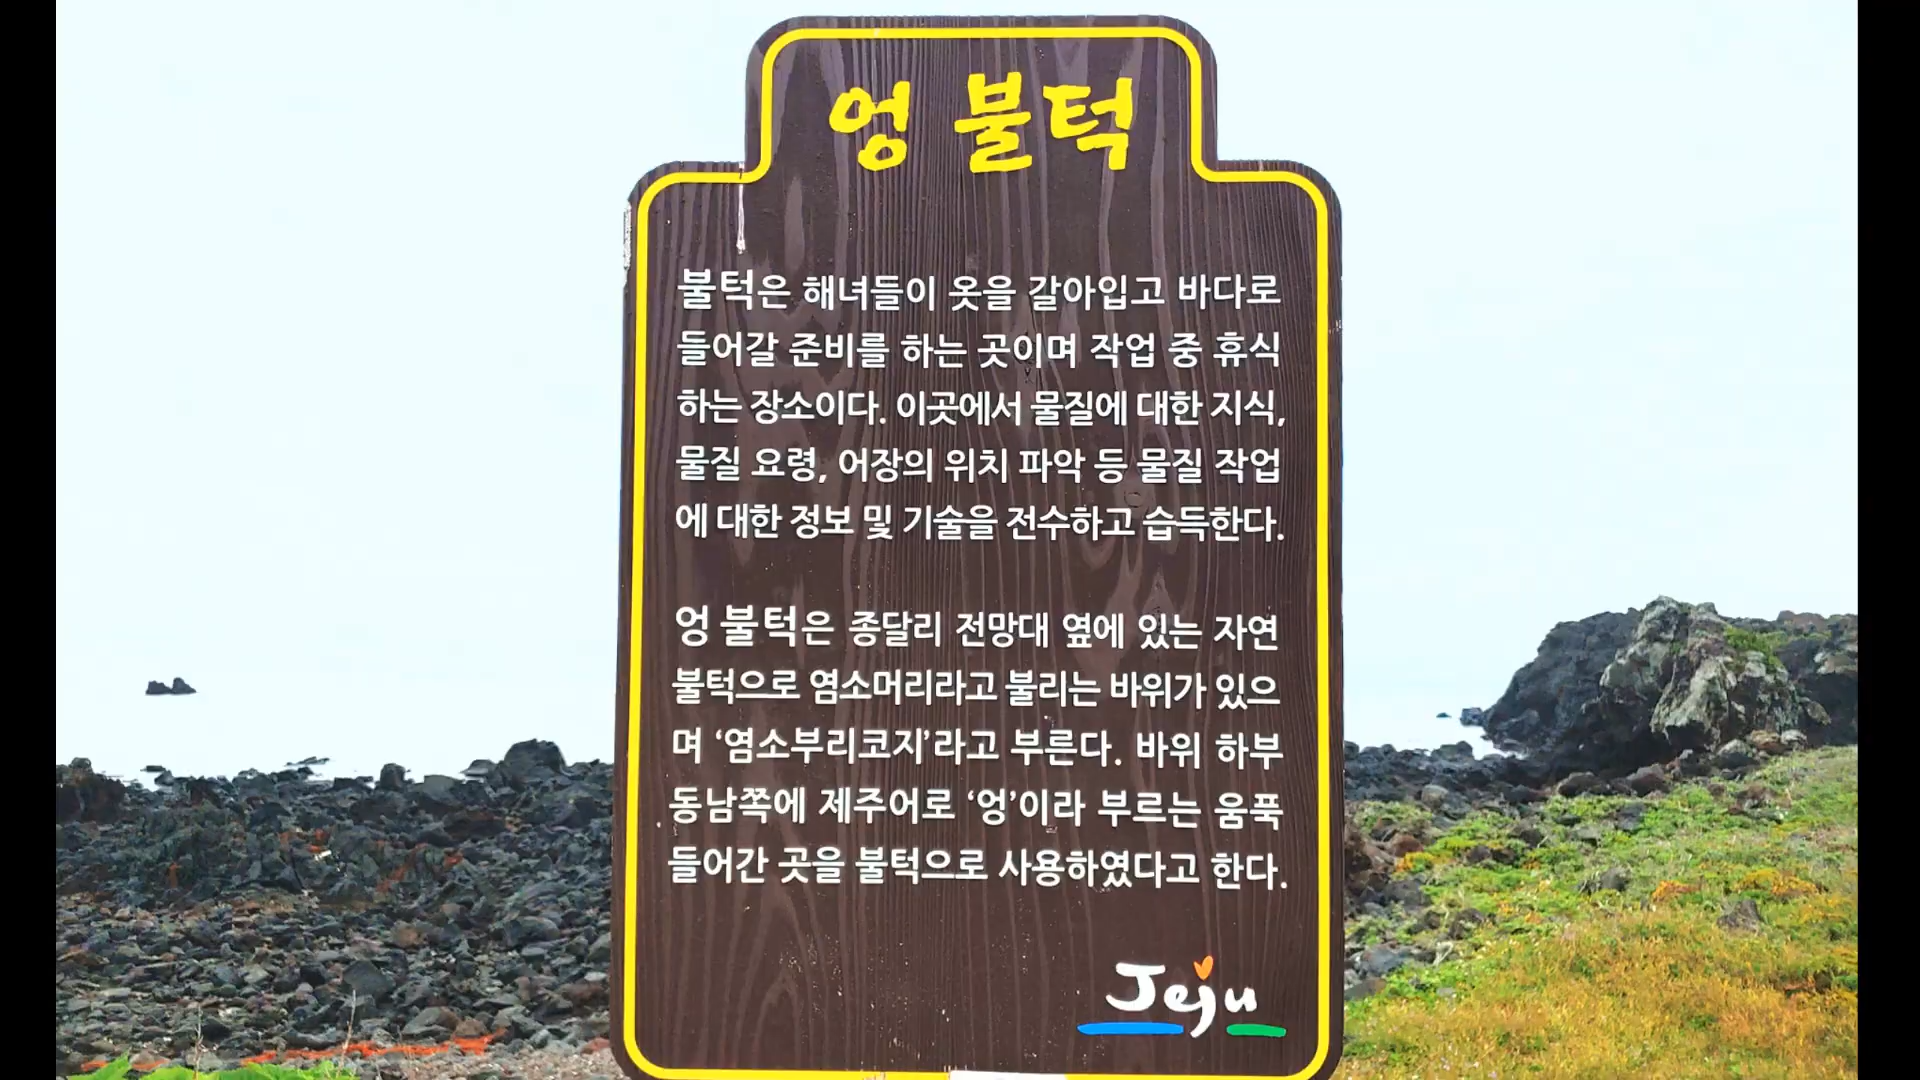 엉 불턱
불턱은 해녀들이 옷을 갈아입고 바다로
들어갈 준비를 하는 곳이며 작업 중 휴식
하는 장소이다. 이곳에서 물질에 대한 지식,
물질 요령, 어장의 위치 파악 등 물질 작업
에 대한 정보 및 기술을 전수하고 습득한다.
엉 불턱은 종달리 전망대 옆에 있는 자연
불턱으로 염소머리라고 불리는 바위가 있으
며 ‘염소부리코지’라고 부른다. 바위 하부
동남쪽에 제주어로 ‘엉’이라 부르는 움푹
들어간 곳을 불턱으로 사용하였다고 한다.
Jeju